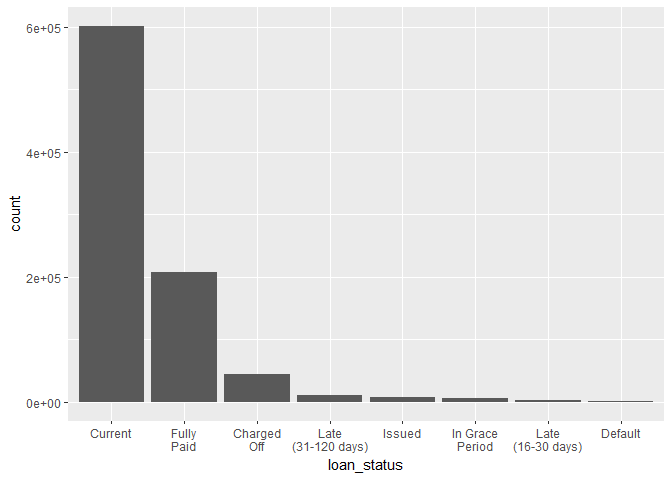 6e+05
4e+05
2e+05
0e+00
count
Current
Fully
Paid
Charged
Off
Late
(31-120 days)
Issued
In Grace
Period
Late
(16-30 days)
Default
loan_status